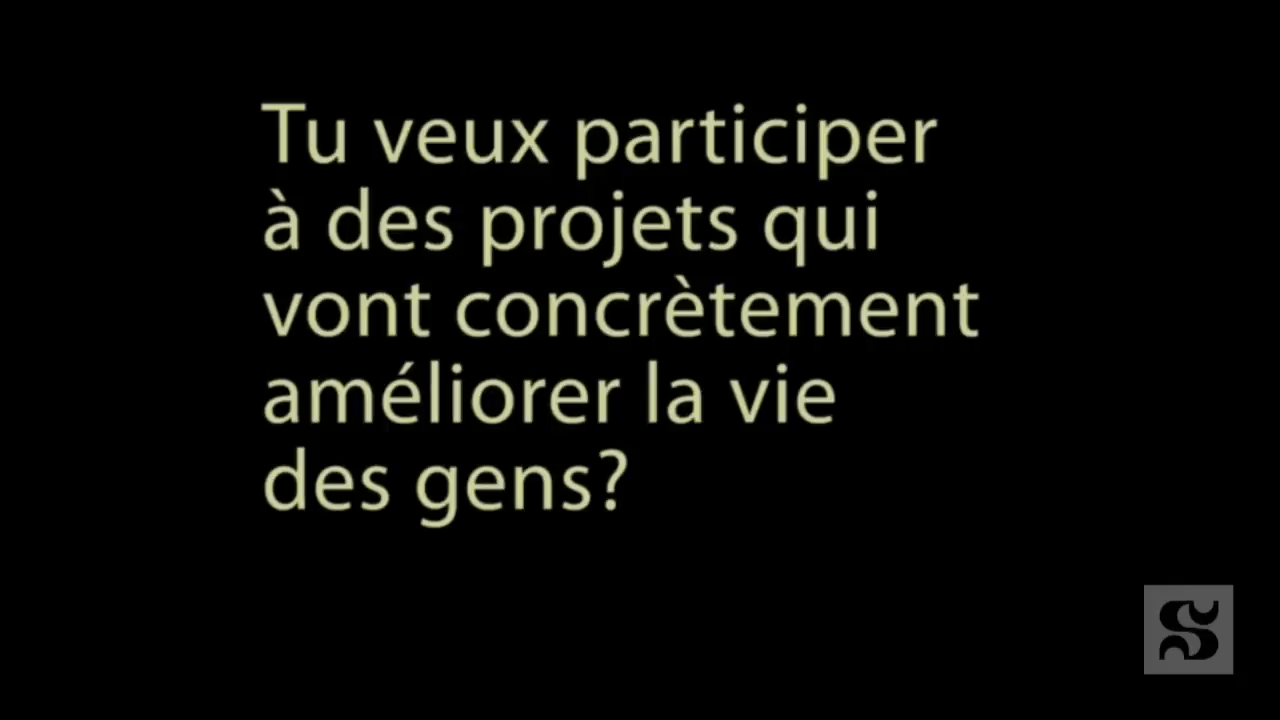 Tu veux participer
à des projets qui
vont concrètement
améliorer la vie
des gens?
S